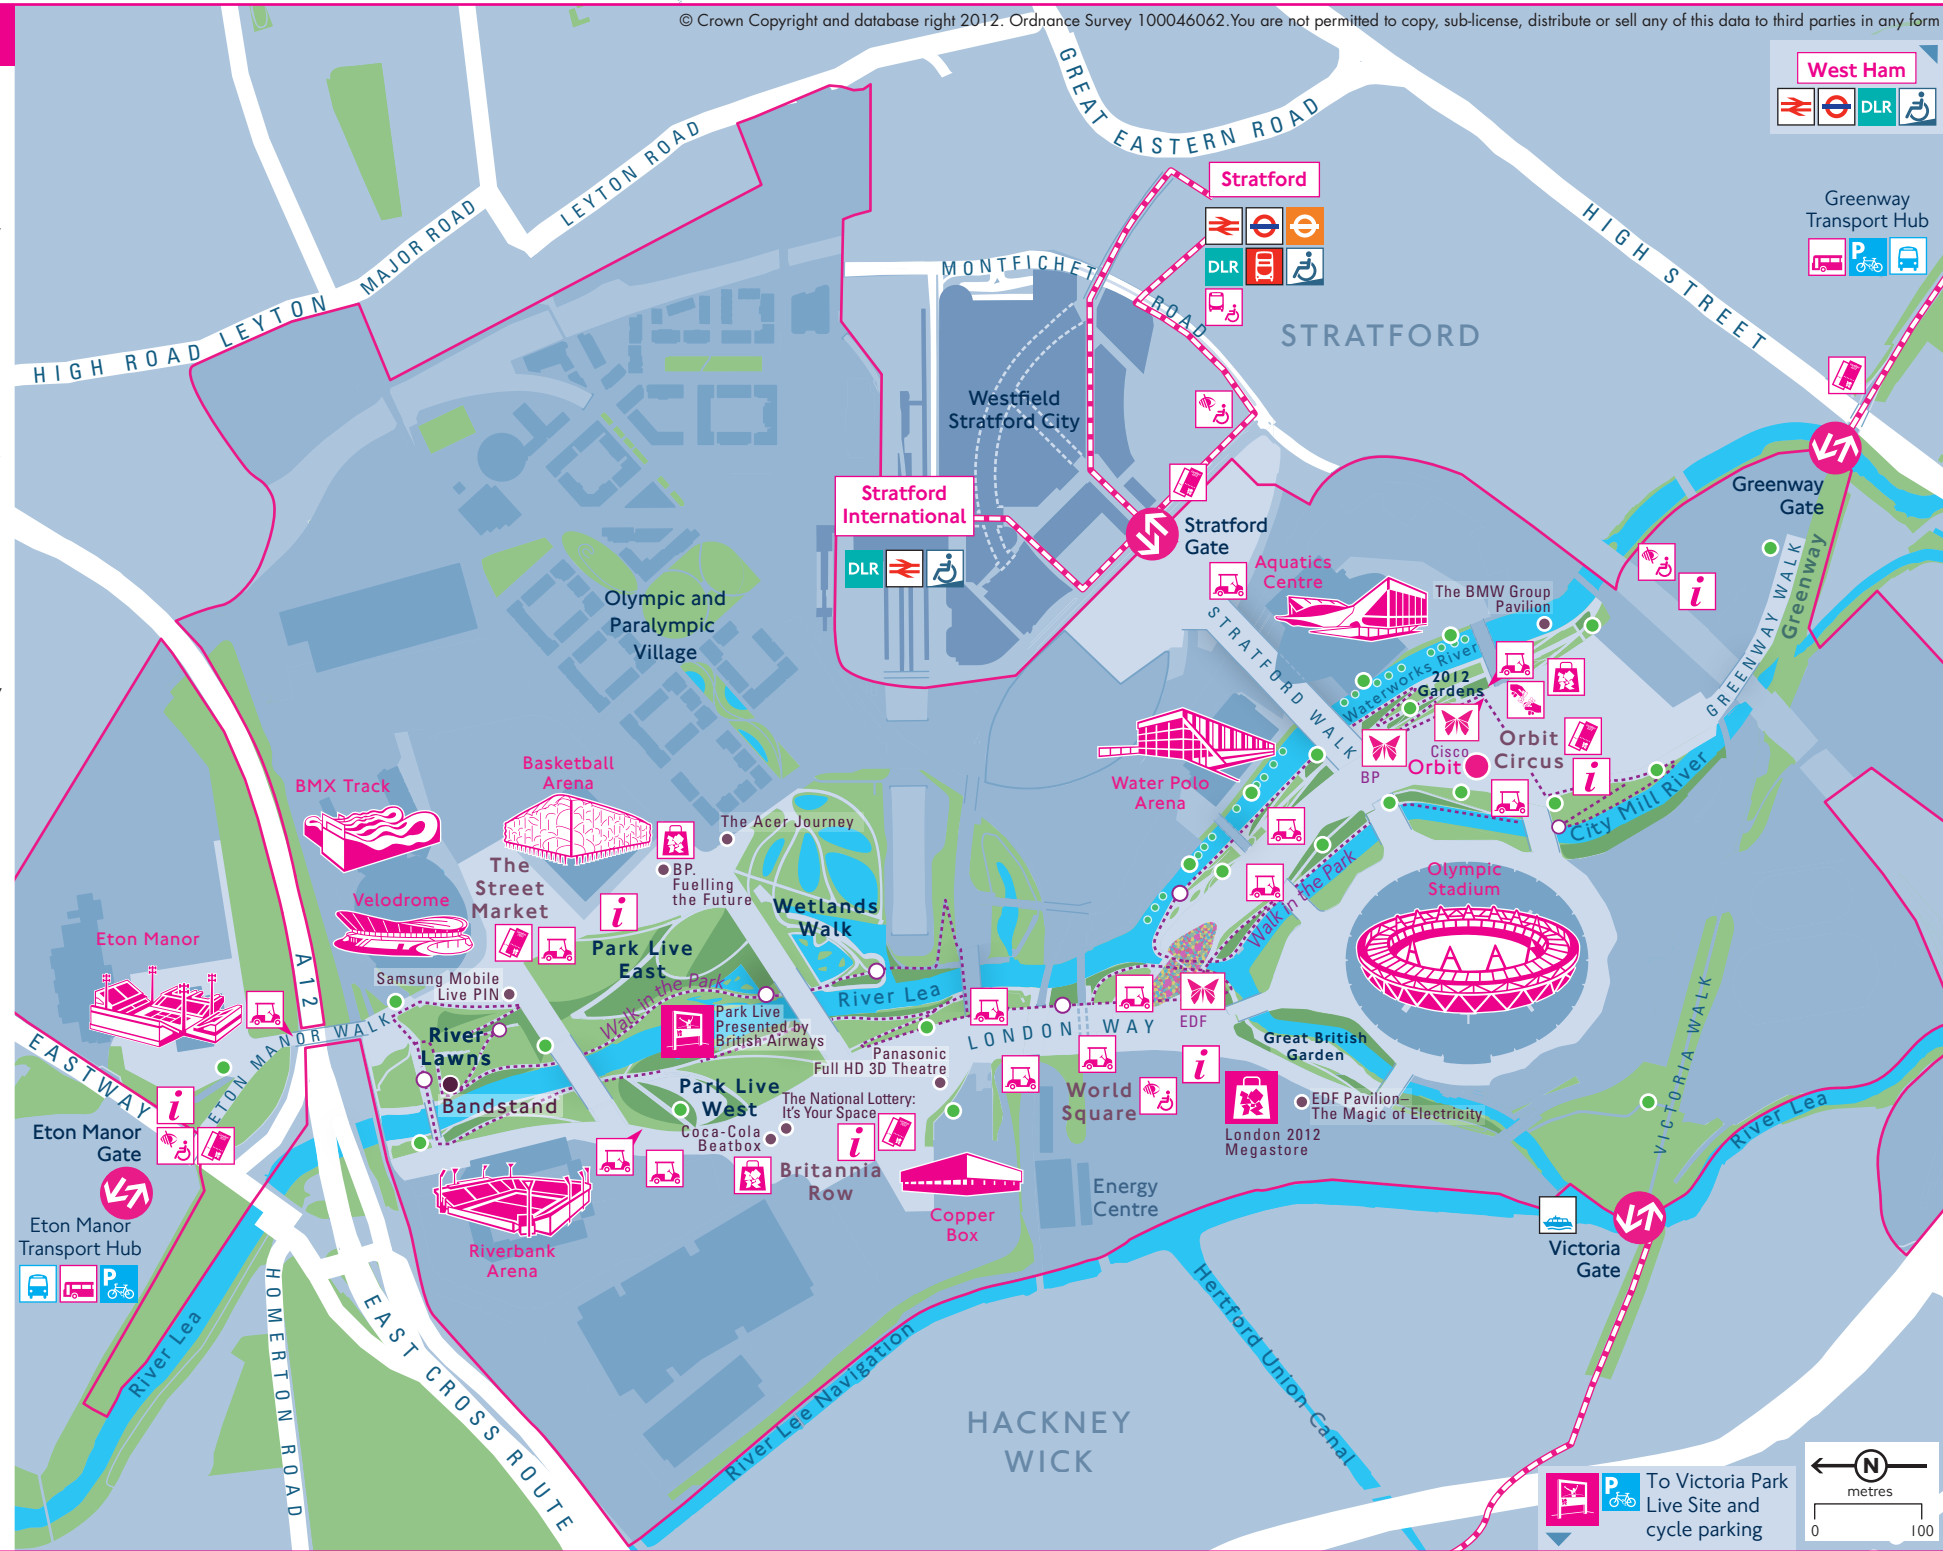 © Crown Copyright and database right 2012. Ordnance Survey 100046062.You are not permitted to copy, sub-license, distribute or sell any of this data to third parties in any form
GREAT EASTERN ROAD
West Ham
DLR
LEYTON ROAD
MAJOR ROAD
HIGH ROAD LEYTON
Stratford
DLR
HIGH STREET
Greenway
Transport Hub
P
MONTFICHET
ROAD
STRATFORD
Westfield
Stratford City
Stratford
International
DLR
Stratford
Gate
Greenway
Gate
GREENWAY WALK
Greenway
Aquatics
Centre
The BMW Group
Pavilion
i
Olympic and
Paralympic
Village
STRATFORD WALK
Waterworks River
2012
Gardens
Cisco
BP
Orbit
Orbit
Circus
i
City Mill River
Water Polo
Arena
BMX Track
Basketball
Arena
The Acer Journey
BP.
Fuelling
the Future
The
Street
Market
i
Velodrome
Wetlands
Walk
Walk in the Park
Olympic
Stadium
Eton Manor
A12
Park Live
East
Samsung Mobile
Live PIN
Walk in the Park
River Lea
ETON MANOR WALK
River
Lawns
Park Live
Presented by
British Airways
LONDON WAY
EDF
Great British
Garden
VICTORIA WALK
EASTWAY
i
Panasonic
Full HD 3D Theatre
Bandstand
Park Live
West
The National Lottery:
It's Your Space
Coca-Cola
Beatbox
i
World
Square
i
EDF Pavilion–
The Magic of Electricity
London 2012
Megastore
River Lea
Eton Manor
Gate
Eton Manor
Transport Hub
P
Britannia
Row
Copper
Box
Energy
Centre
Riverbank
Arena
Victoria
Gate
River Lea
HOMERTON ROAD
EAST CROSS ROUTE
River Lee Navigation
Hertford Union Canal
HACKNEY
WICK
P
To Victoria Park
Live Site and
cycle parking
N
metres
0 100